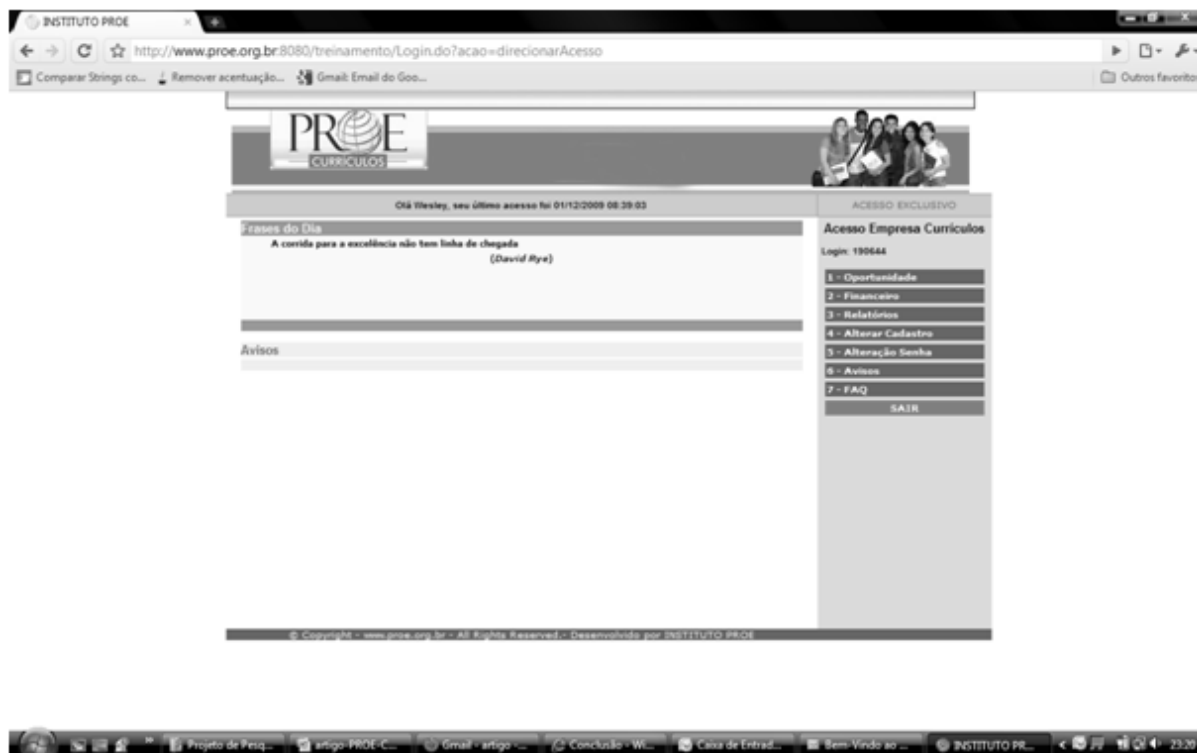 INSTITUTO PROE
http://www.proe.org.br:8080/treinamento/Login.do?acao=direcionarAcesso
Comparar Strings co... Remover acentuação... Gmail: Email do Goo... Outros favoritos
PROE
CURRÍCULOS
Olá Wesley, seu último acesso foi 01/12/2009 08:39:03
ACESSO EXCLUSIVO
Frases do Dia
A corrida para a excelência não tem linha de chegada
(David Rye)
Avisos
Acesso Empresa Curriculos
Login: 190644
1 - Oportunidade
2 - Financeiro
3 - Relatórios
4 - Alterar Cadastro
5 - Alteração Senha
6 - Avisos
7 - FAQ
SAIR
© Copyright - www.proe.org.br - All Rights Reserved.- Desenvolvido por INSTITUTO PROE
Projeto de Pesq... artigo-PROE-C... Gmail - artigo -... Conclusão - Wi... Caixa de Entrad... Bem-Vindo ao ... INSTITUTO PR...